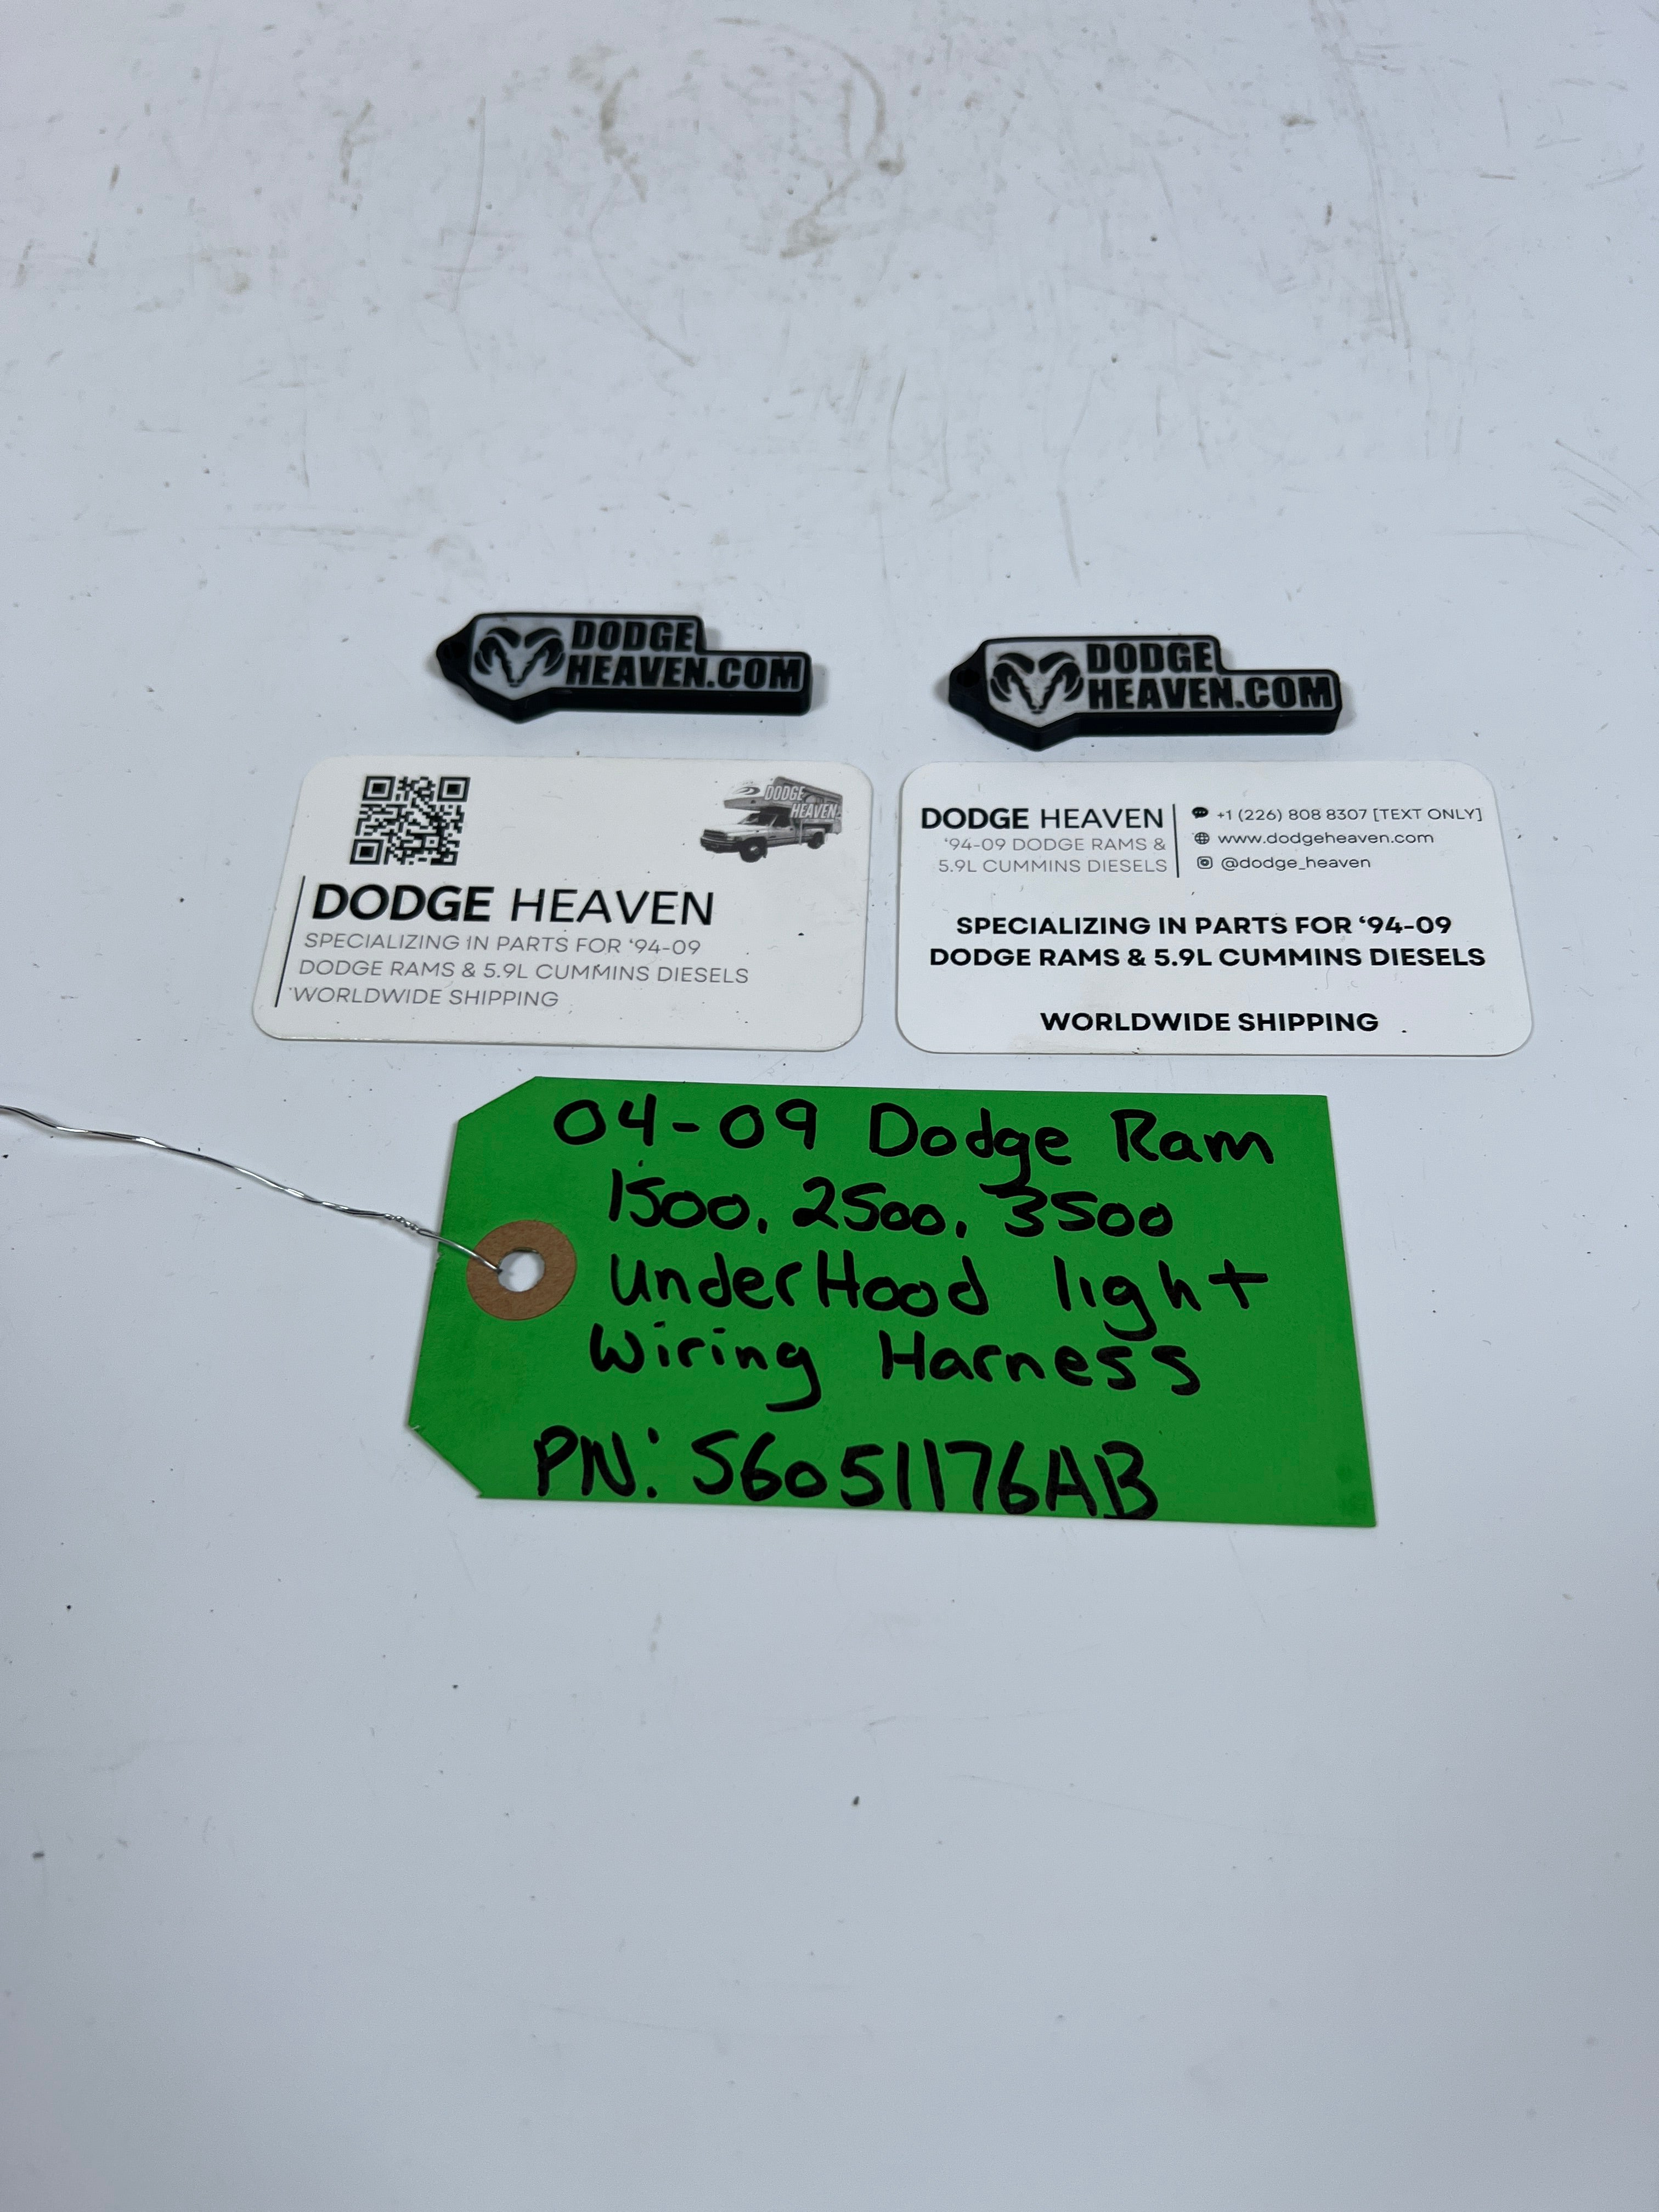 DODGE
HEAVEN.COM
DODGE
HEAVEN.COM
DODGE
HEAVEN
DODGE HEAVEN
SPECIALIZING IN PARTS FOR ‘94-09
DODGE RAMS & 5.9L CUMMINS DIESELS
WORLDWIDE SHIPPING
DODGE HEAVEN
‘94-09 DODGE RAMS &
5.9L CUMMINS DIESELS
+1 (226) 808 8307 [TEXT ONLY]
www.dodgeheaven.com
@dodge_heaven
SPECIALIZING IN PARTS FOR ‘94-09
DODGE RAMS & 5.9L CUMMINS DIESELS
WORLDWIDE SHIPPING
04-09 Dodge Ram
1500, 2500, 3500
UnderHood light
Wiring Harness
PN: 56051176AB